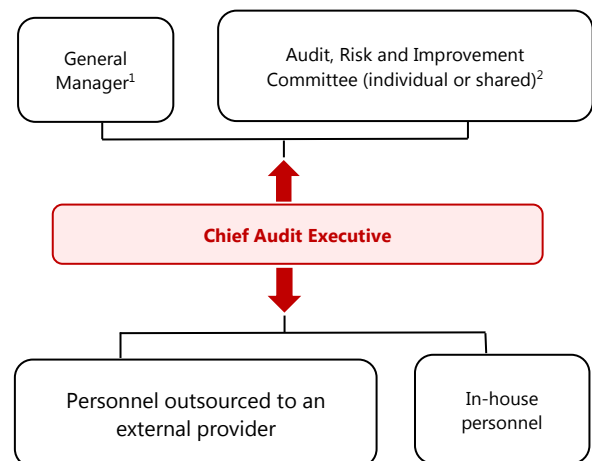 General
Manager¹
Audit, Risk and Improvement
Committee (individual or shared)²
Chief Audit Executive
Personnel outsourced to an
external provider
In-house
personnel